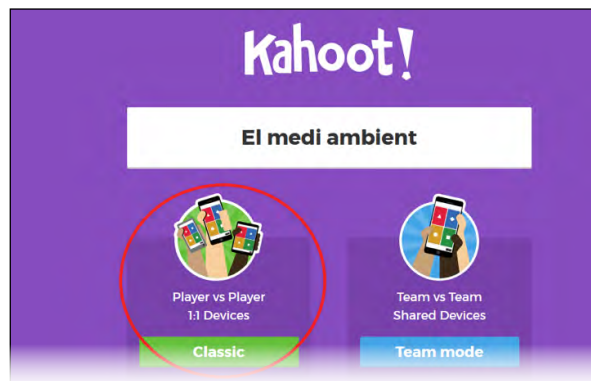 Kahoot!
El medi ambient
Player vs Player
1:1 Devices
Classic
Team vs Team
Shared Devices
Team mode